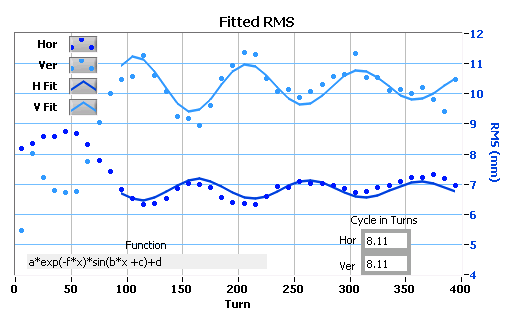 Fitted RMS
Hor
Ver
H Fit
V Fit
12
11
10
9
8
7
6
5
4
RMS (mm)
Cycle in Turns
Hor 8.11
Ver 8.11
Function
a*exp(-f*x)*sin(b*x +c)+d
0 50 100 150 200 250 300 350 400
Turn